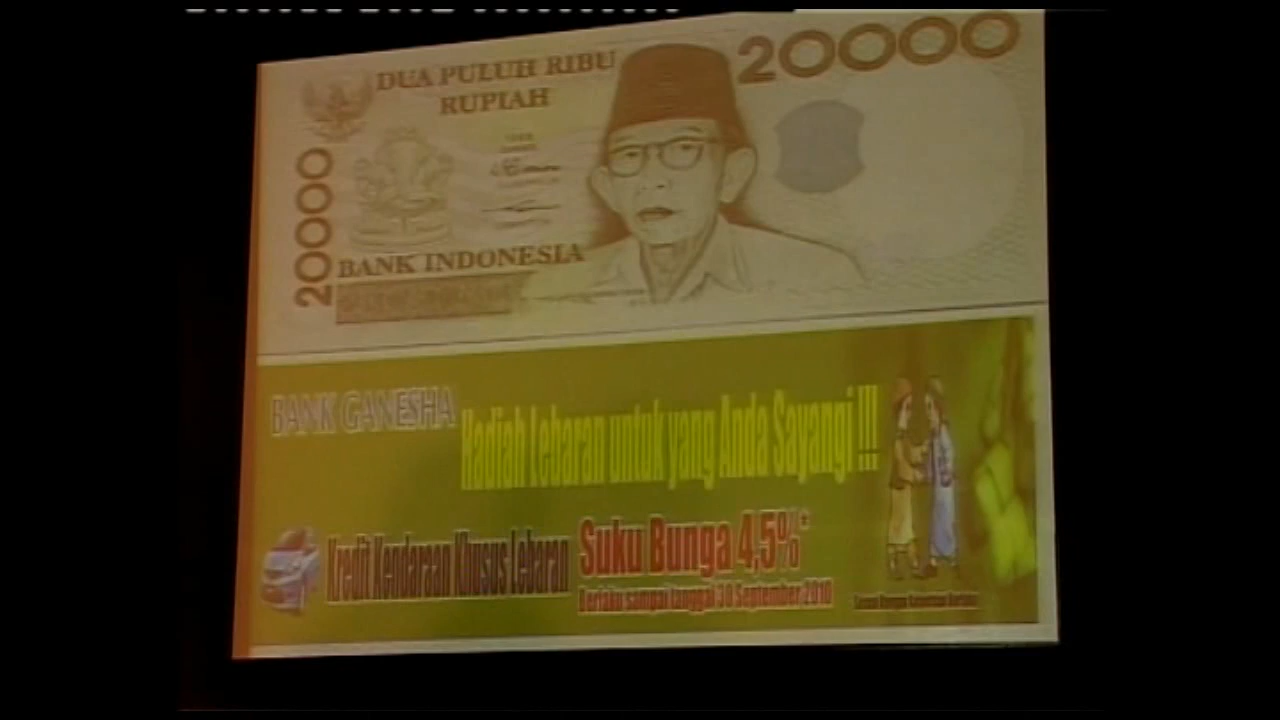 DUA PULUH RIBU
RUPIAH
20000
20000
BANK INDONESIA
BANK GANESHA
Hadiah Lebaran untuk yang Anda Sayangi !!!
Kredit Kendaraan Khusus Lebaran
Suku Bunga 4,5%*
Berlaku sampai tanggal 30 September 2010